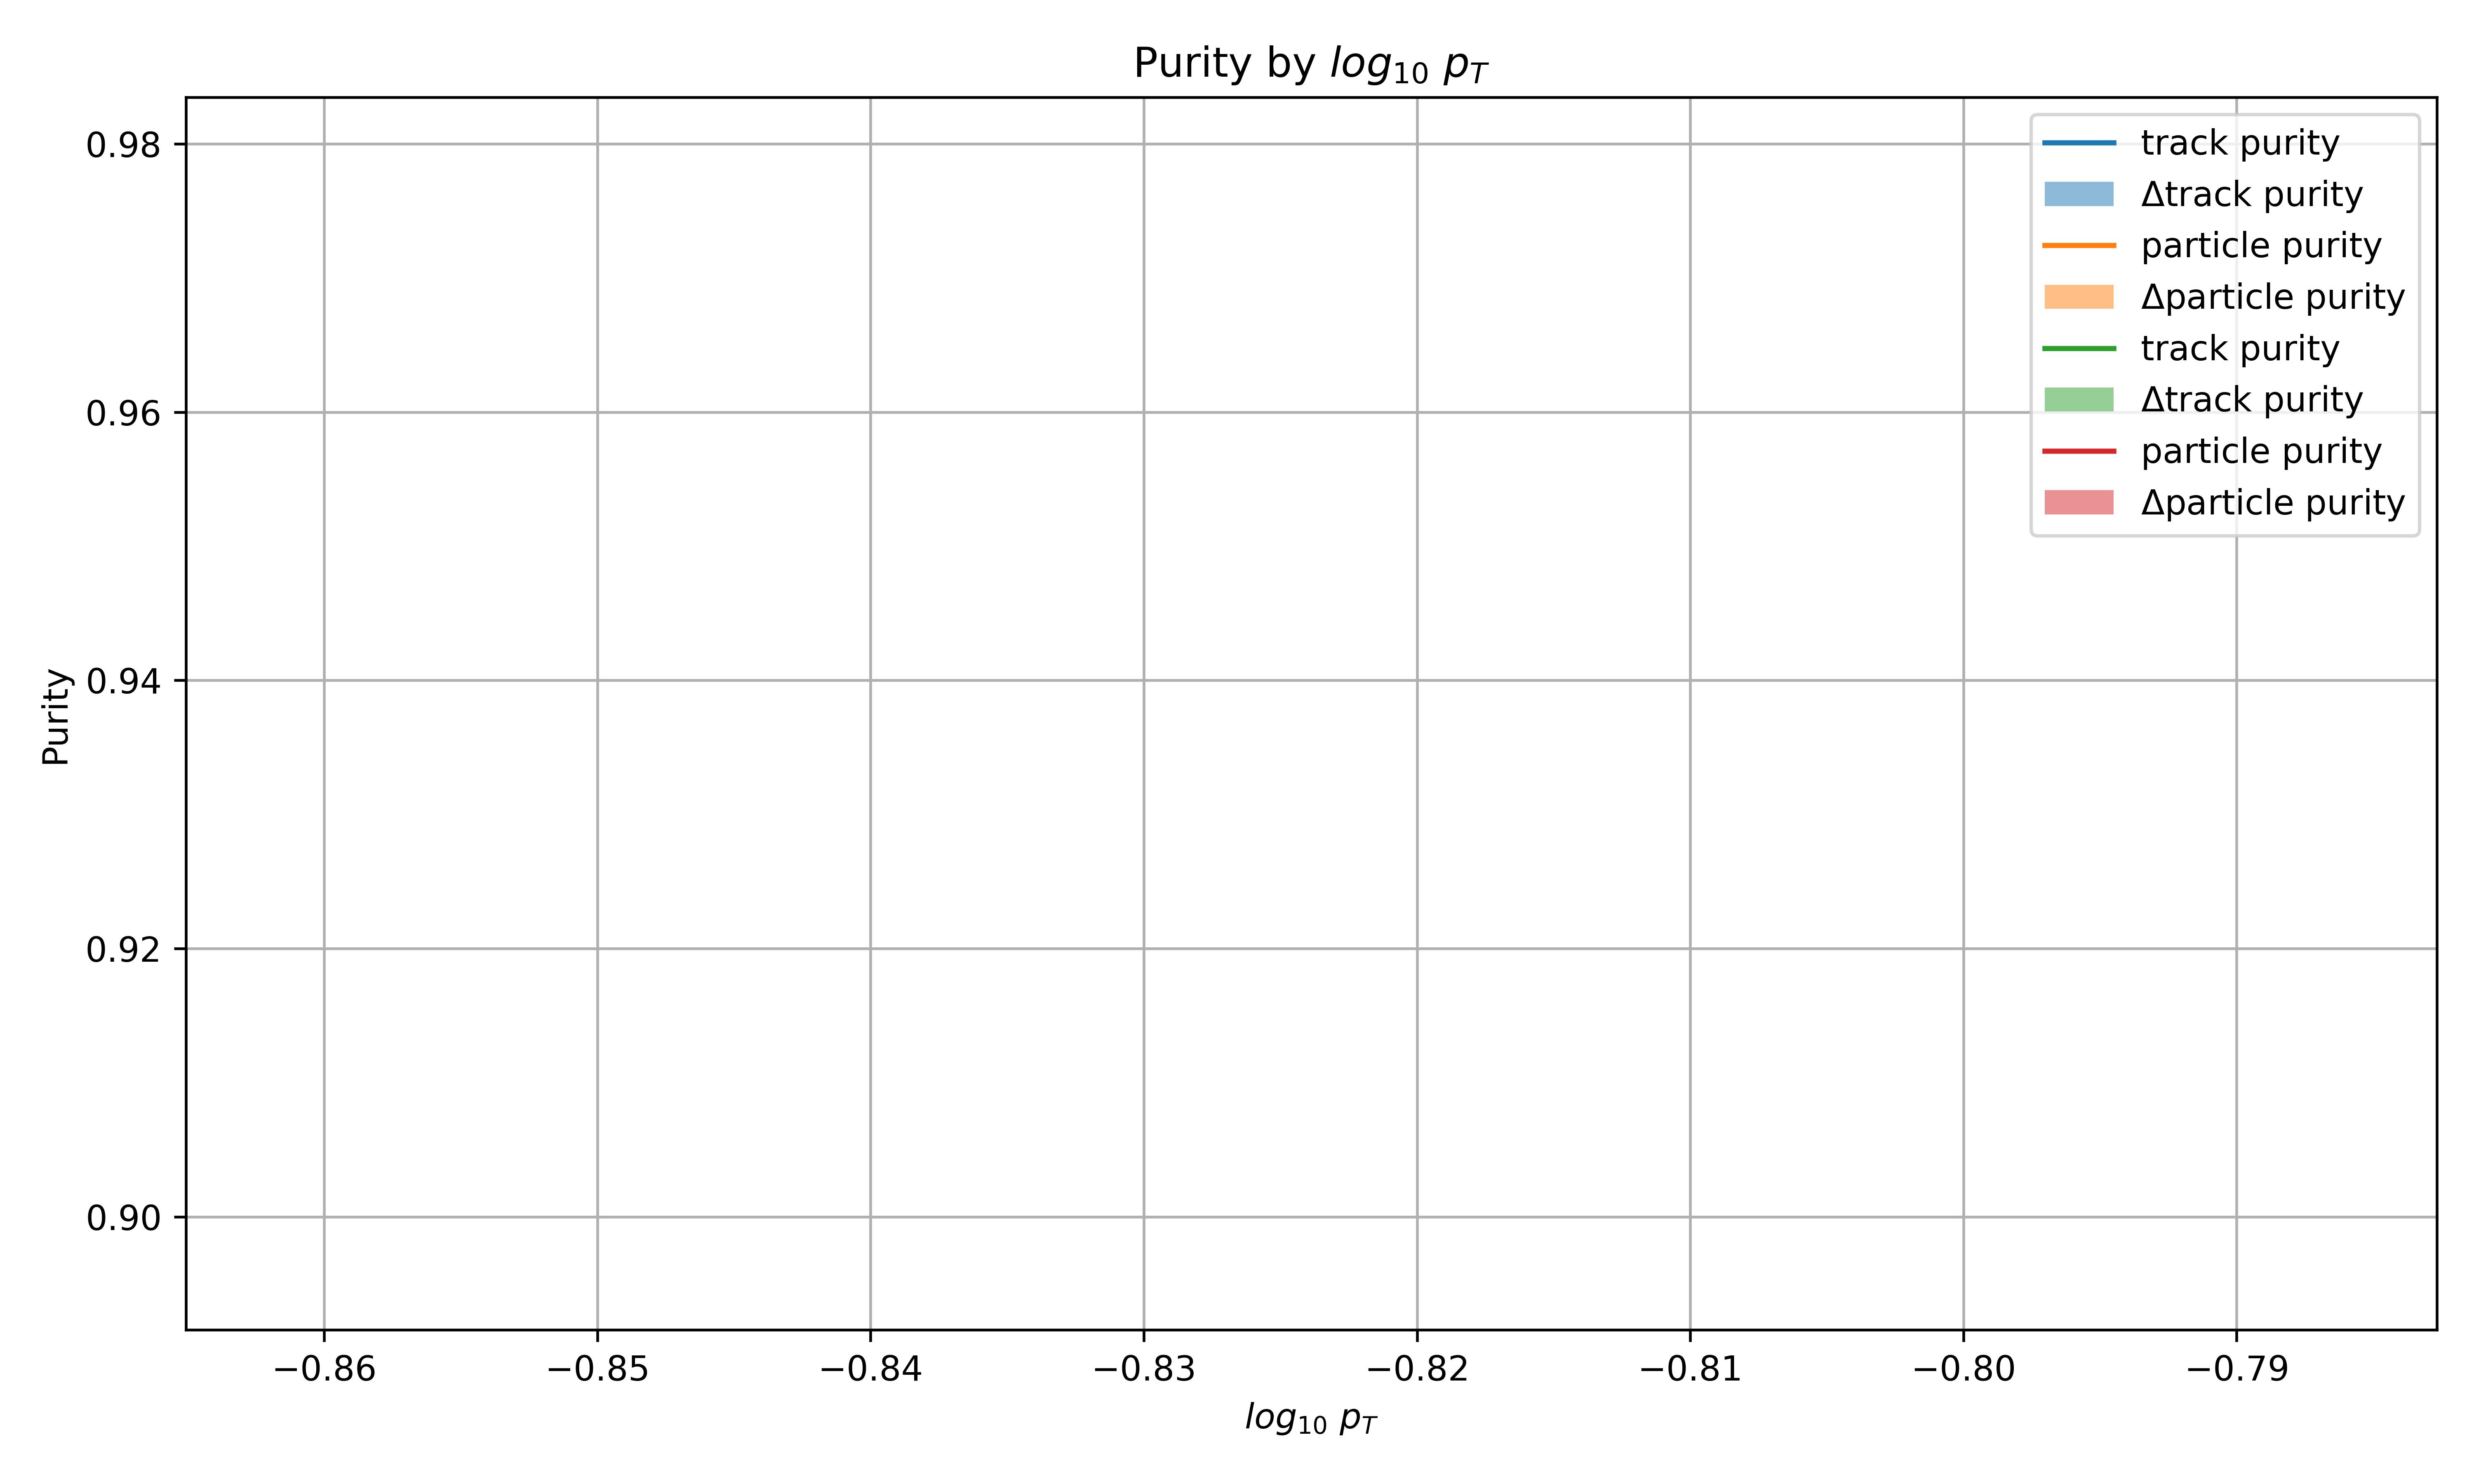 Purity by log₁₀ p_T
track purity
Δtrack purity
particle purity
Δparticle purity
track purity
Δtrack purity
particle purity
Δparticle purity
0.98
0.96
0.94
0.92
0.90
Purity
−0.86 −0.85 −0.84 −0.83 −0.82 −0.81 −0.80 −0.79
log₁₀ p_T